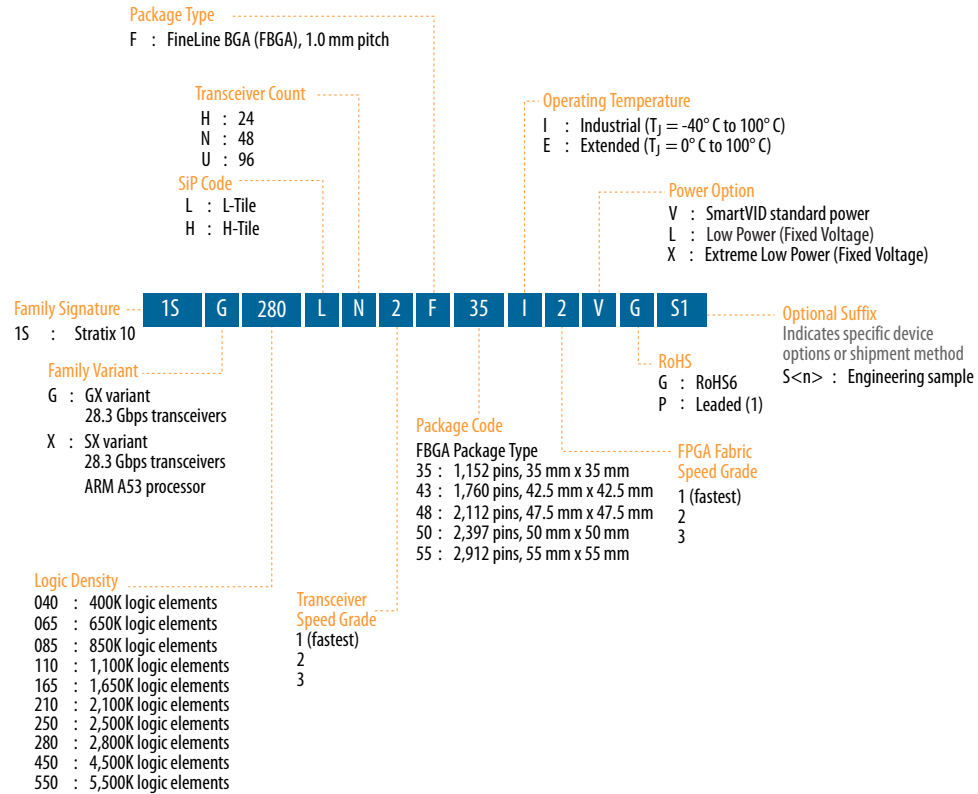 Package Type
F : FineLine BGA (FBGA), 1.0 mm pitch
Transceiver Count
H : 24
N : 48
U : 96
SiP Code
L : L-Tile
H : H-Tile
Operating Temperature
I : Industrial (TJ = -40° C to 100° C)
E : Extended (TJ = 0° C to 100° C)
Power Option
V : SmartVID standard power
L : Low Power (Fixed Voltage)
X : Extreme Low Power (Fixed Voltage)
1S G 280 L N 2 F 35 I 2 V G S1
Family Signature
1S : Stratix 10
Optional Suffix
Indicates specific device
options or shipment method
S<n> : Engineering sample
Family Variant
G : GX variant
28.3 Gbps transceivers
X : SX variant
28.3 Gbps transceivers
ARM A53 processor
RoHS
G : RoHS6
P : Leaded (1)
Package Code
FBGA Package Type
35 : 1,152 pins, 35 mm x 35 mm
43 : 1,760 pins, 42.5 mm x 42.5 mm
48 : 2,112 pins, 47.5 mm x 47.5 mm
50 : 2,397 pins, 50 mm x 50 mm
55 : 2,912 pins, 55 mm x 55 mm
FPGA Fabric
Speed Grade
1 (fastest)
2
3
Logic Density
040 : 400K logic elements
065 : 650K logic elements
085 : 850K logic elements
110 : 1,100K logic elements
165 : 1,650K logic elements
210 : 2,100K logic elements
250 : 2,500K logic elements
280 : 2,800K logic elements
450 : 4,500K logic elements
550 : 5,500K logic elements
Transceiver
Speed Grade
1 (fastest)
2
3